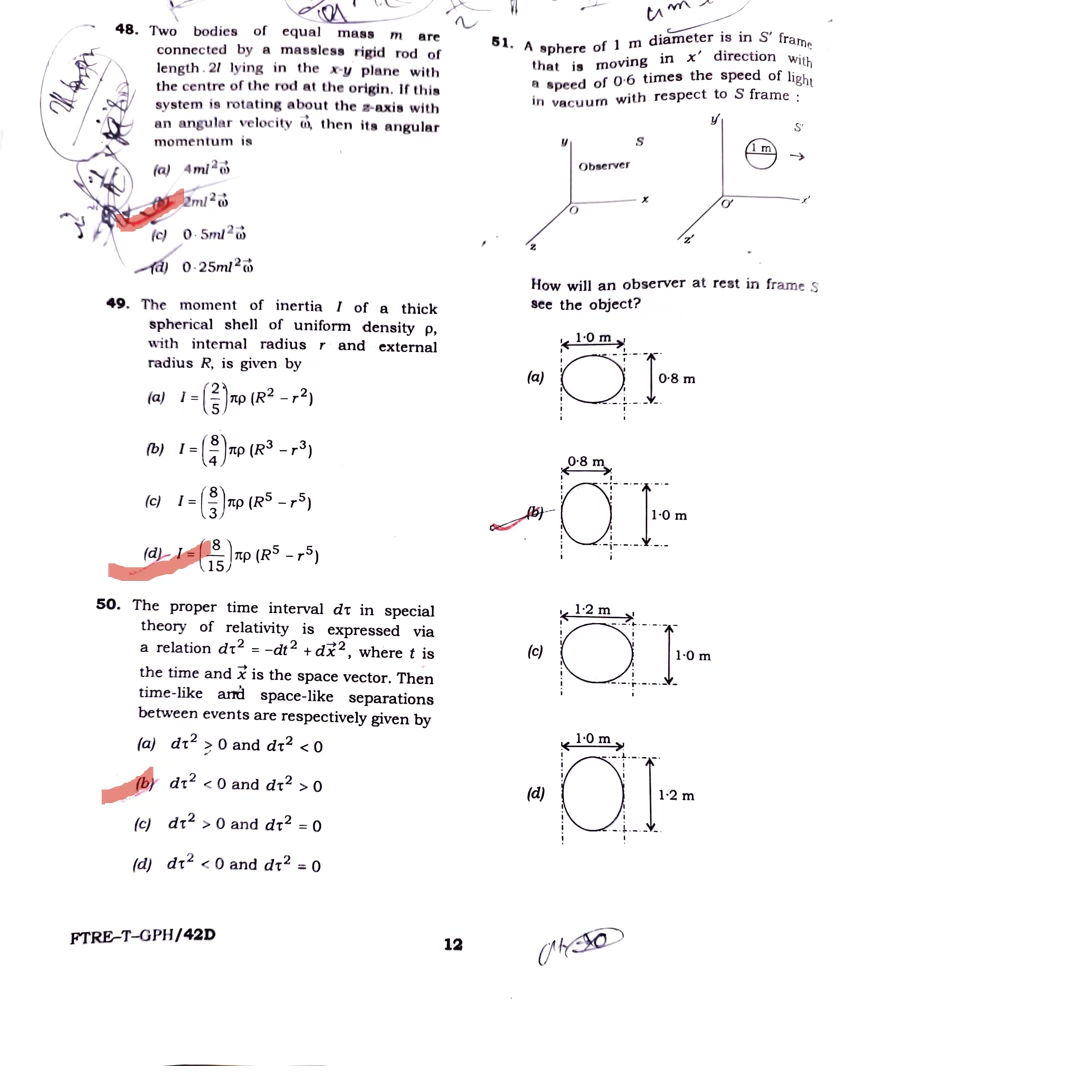 48. Two bodies of equal mass m are
connected by a massless rigid rod of
length 2l lying in the x-y plane with
the centre of the rod at the origin. If this
system is rotating about the z-axis with
an angular velocity ω⃗, then its angular
momentum is
(a) 4ml²ω⃗
(b) 2ml²ω⃗
(c) 0·5ml²ω⃗
(d) 0·25ml²ω⃗
49. The moment of inertia I of a thick
spherical shell of uniform density ρ,
with internal radius r and external
radius R, is given by
(a) I = (2/5)πρ (R² − r²)
(b) I = (8/4)πρ (R³ − r³)
(c) I = (8/3)πρ (R⁵ − r⁵)
(d) I = (8/15)πρ (R⁵ − r⁵)
50. The proper time interval dτ in special
theory of relativity is expressed via
a relation dτ² = −dt² + dx⃗², where t is
the time and x⃗ is the space vector. Then
time-like and space-like separations
between events are respectively given by
(a) dτ² ≥ 0 and dτ² < 0
(b) dτ² < 0 and dτ² > 0
(c) dτ² > 0 and dτ² = 0
(d) dτ² < 0 and dτ² = 0
51. A sphere of 1 m diameter is in S′ frame
that is moving in x′ direction with
a speed of 0·6 times the speed of light
in vacuum with respect to S frame :
y
S
Observer
x
O
z
y′
S′
1 m
x′
O′
z′
How will an observer at rest in frame S
see the object?
(a)
1·0 m
0·8 m
(b)
0·8 m
1·0 m
(c)
1·2 m
1·0 m
(d)
1·0 m
1·2 m
FTRE–T–GPH/42D
12